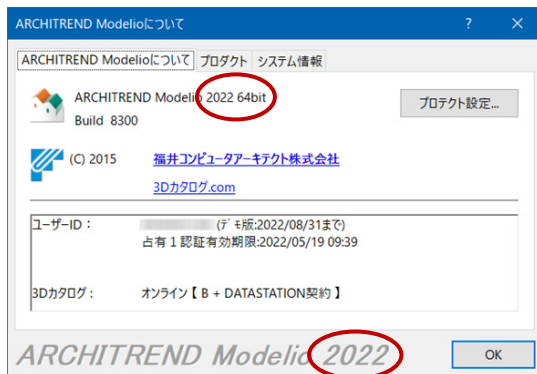 ARCHITREND Modelioについて
ARCHITREND Modelioについて プロダクト システム情報
ARCHITREND Modelio 2022 64bit
プロテクト設定...
Build 8300
(C) 2015 福井コンピュータアーキテクト株式会社
3Dカタログ.com
ユーザーID : (デモ版:2022/08/31まで)
占有 1 認証有効期限:2022/05/19 09:39
3Dカタログ : オンライン【 B + DATASTATION契約 】
ARCHITREND Modelio 2022
OK